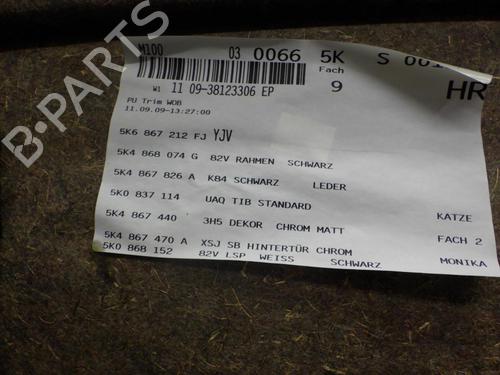 M100 03 0066 5K S 001
Fach
W1 11 09-38123306 EP 9 HR
PU Trim WOB
11.09.09-13:27:00
5K6 867 212 FJ YJV
5K4 868 074 G 82V RAHMEN SCHWARZ
5K4 867 826 A K84 SCHWARZ LEDER
5K0 837 114 UAQ TIB STANDARD KATZE
5K4 867 440 3H5 DEKOR CHROM MATT FACH 2
5K4 867 470 A XSJ SB HINTERTÜR CHROM
5K0 868 152 82V LSP WEISS SCHWARZ MONIKA
B-PARTS